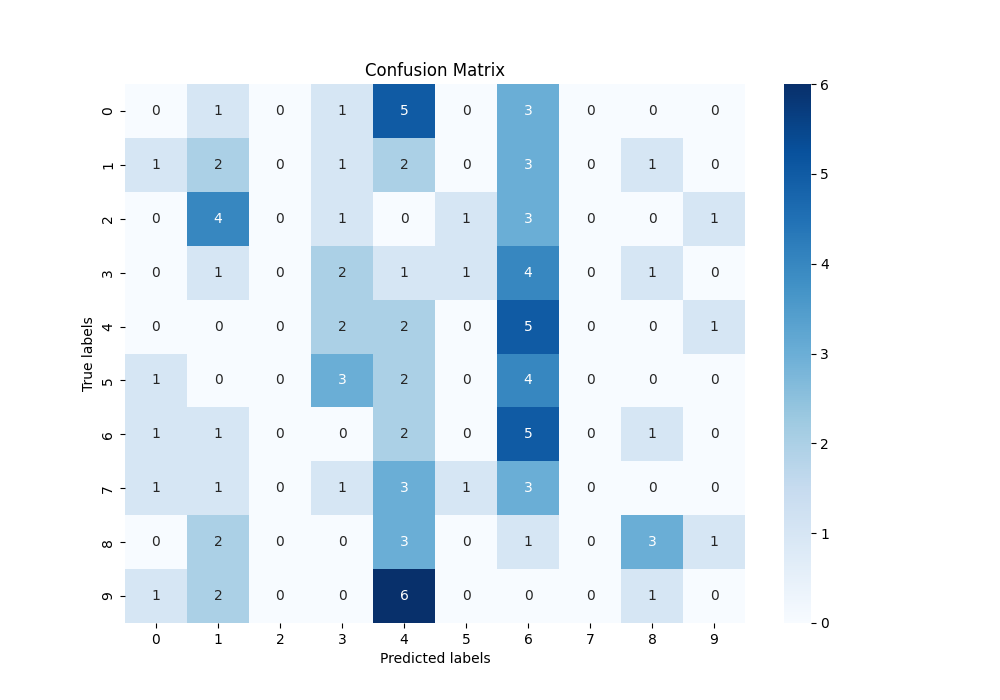 Confusion Matrix
0 0 1 0 1 5 0 3 0 0 0
1 1 2 0 1 2 0 3 0 1 0
2 0 4 0 1 0 1 3 0 0 1
3 0 1 0 2 1 1 4 0 1 0
4 0 0 0 2 2 0 5 0 0 1
5 1 0 0 3 2 0 4 0 0 0
6 1 1 0 0 2 0 5 0 1 0
7 1 1 0 1 3 1 3 0 0 0
8 0 2 0 0 3 0 1 0 3 1
9 1 2 0 0 6 0 0 0 1 0
0 1 2 3 4 5 6 7 8 9
Predicted labels
True labels
6
5
4
3
2
1
0